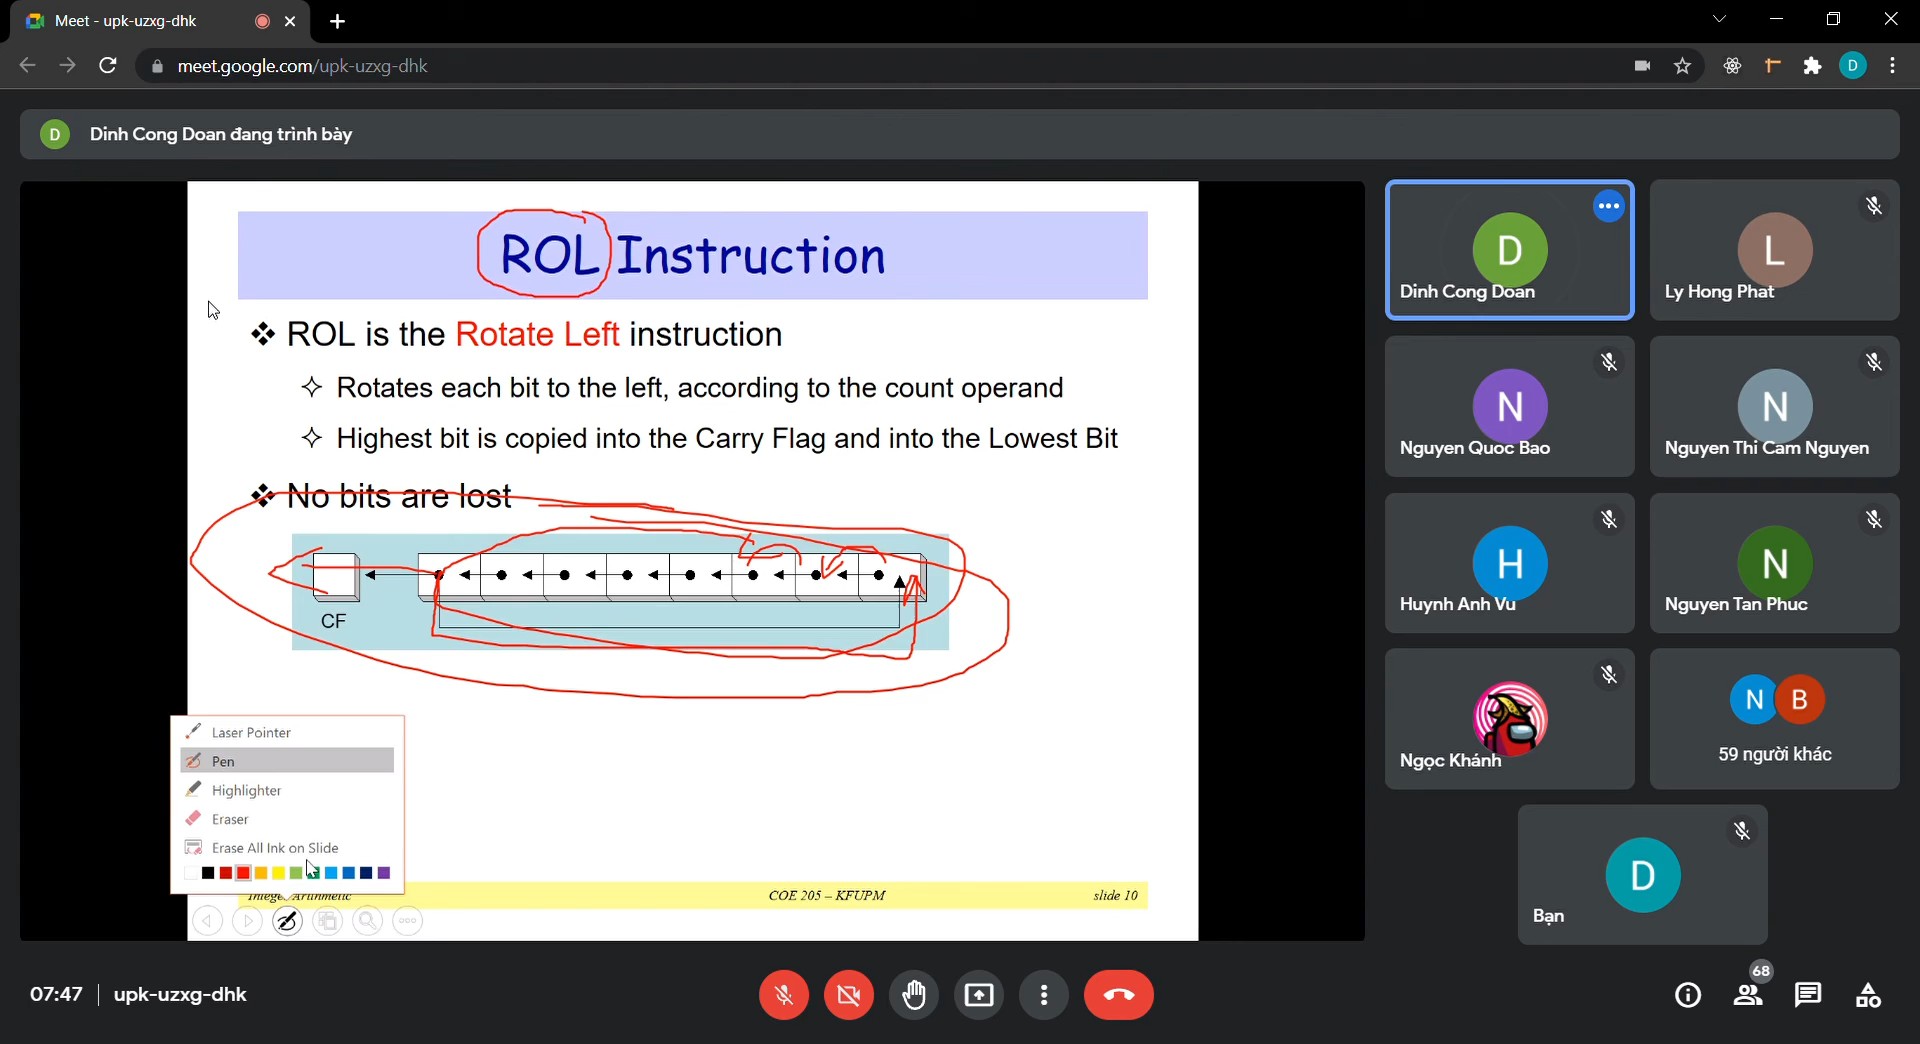 Meet - upk-uzxg-dhk
meet.google.com/upk-uzxg-dhk
D
D
Dinh Cong Doan đang trình bày
ROL Instruction
ROL is the Rotate Left instruction
Rotates each bit to the left, according to the count operand
Highest bit is copied into the Carry Flag and into the Lowest Bit
No bits are lost
CF
Laser Pointer
Pen
Highlighter
Eraser
Erase All Ink on Slide
Integer Arithmetic
COE 205 – KFUPM
slide 10
D
Dinh Cong Doan
L
Ly Hong Phat
N
Nguyen Quoc Bao
N
Nguyen Thi Cam Nguyen
H
Huynh Anh Vu
N
Nguyen Tan Phuc
Ngọc Khánh
N B
59 người khác
D
Bạn
07:47 upk-uzxg-dhk
68